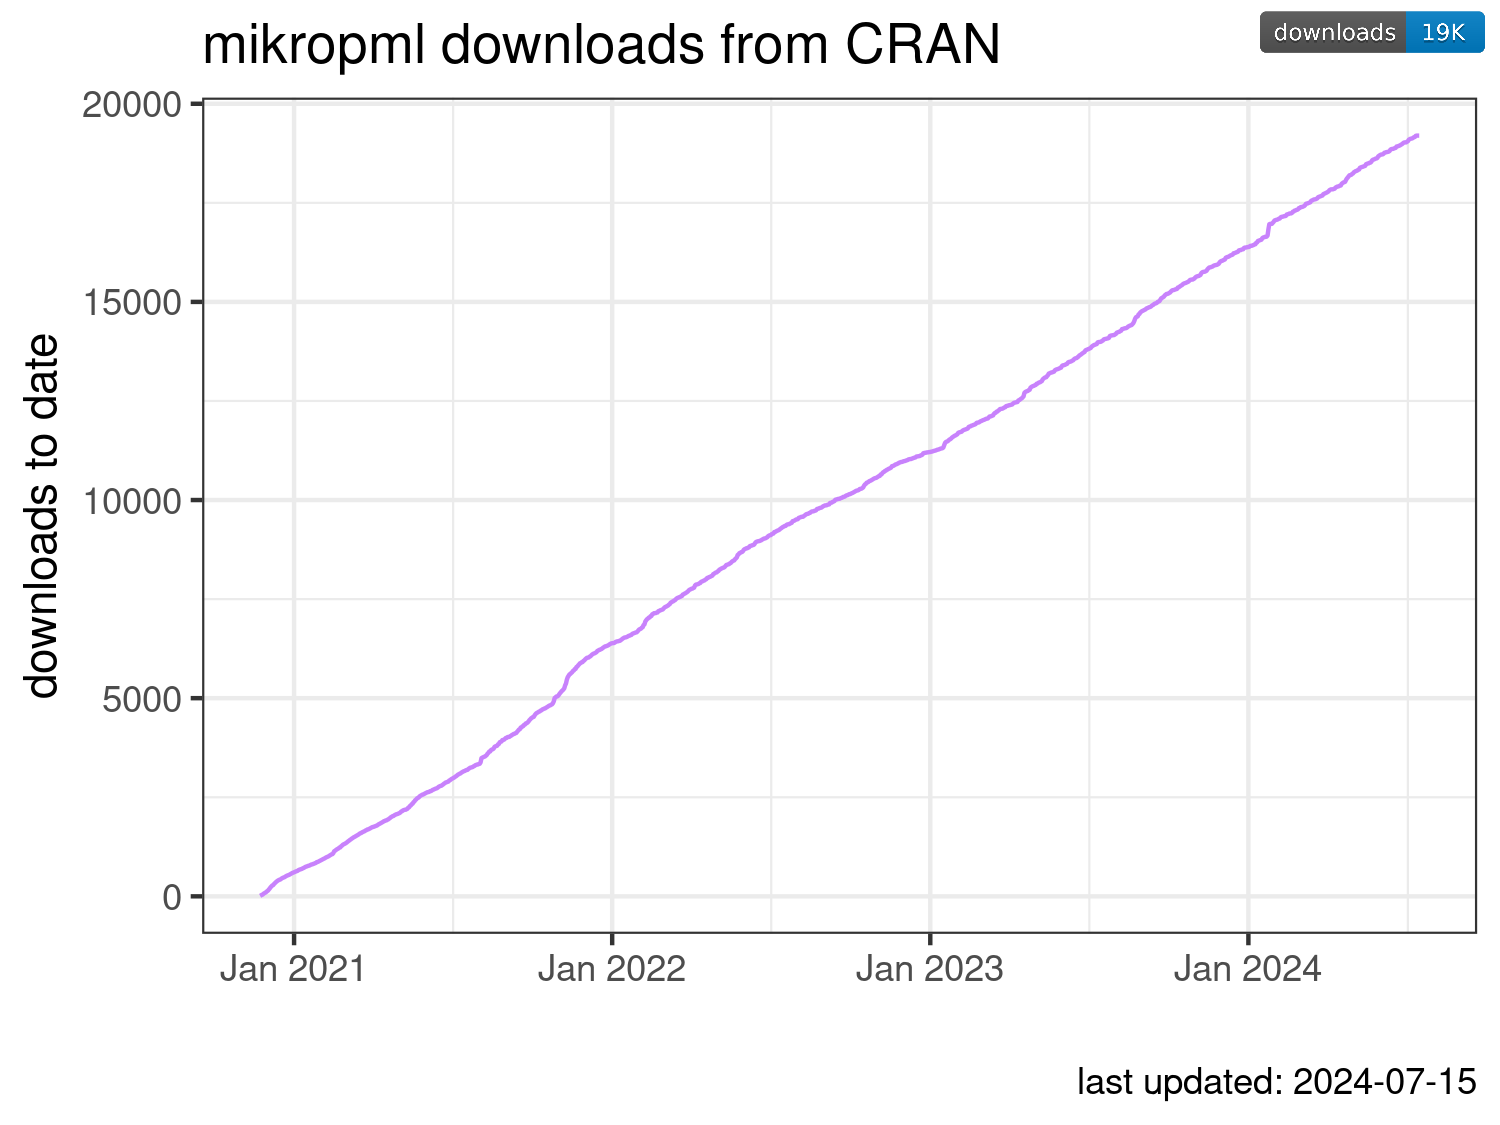 mikropml downloads from CRAN
downloads 19K
20000
15000
10000
5000
0
downloads to date
Jan 2021 Jan 2022 Jan 2023 Jan 2024
last updated: 2024-07-15